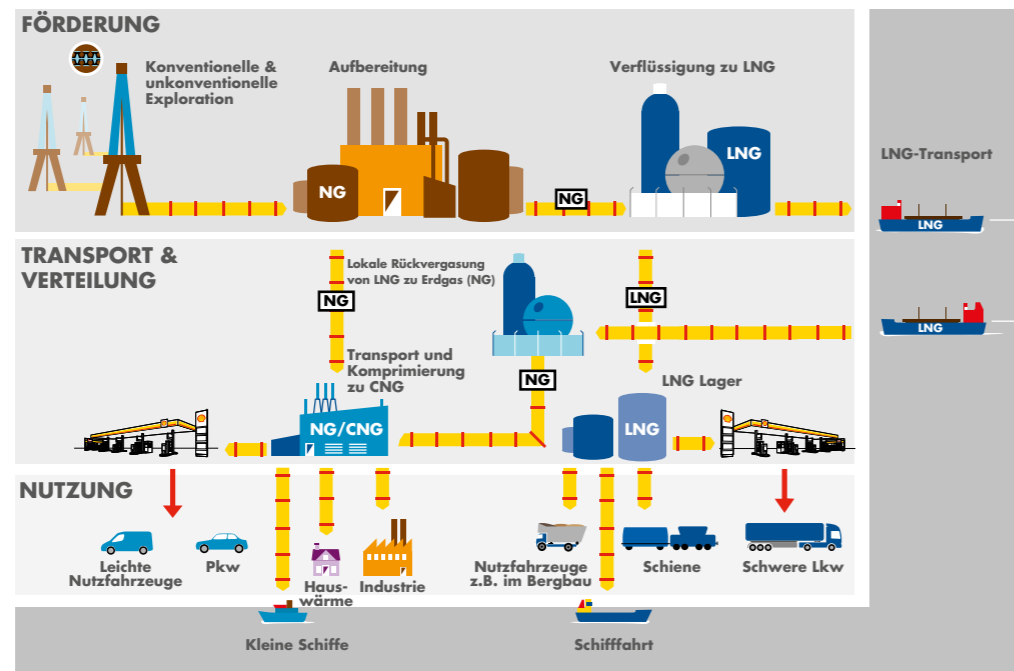 FÖRDERUNG
Konventionelle &
unkonventionelle
Exploration
Aufbereitung
Verflüssigung zu LNG
NG
NG
LNG
LNG-Transport
LNG
LNG
TRANSPORT &
VERTEILUNG
NG
Lokale Rückvergasung
von LNG zu Erdgas (NG)
LNG
Transport und
Komprimierung
zu CNG
NG
LNG Lager
NG/CNG
LNG
NUTZUNG
Leichte
Nutzfahrzeuge
Pkw
Haus-
wärme
Industrie
Nutzfahrzeuge
z.B. im Bergbau
Schiene
Schwere Lkw
Kleine Schiffe
Schifffahrt